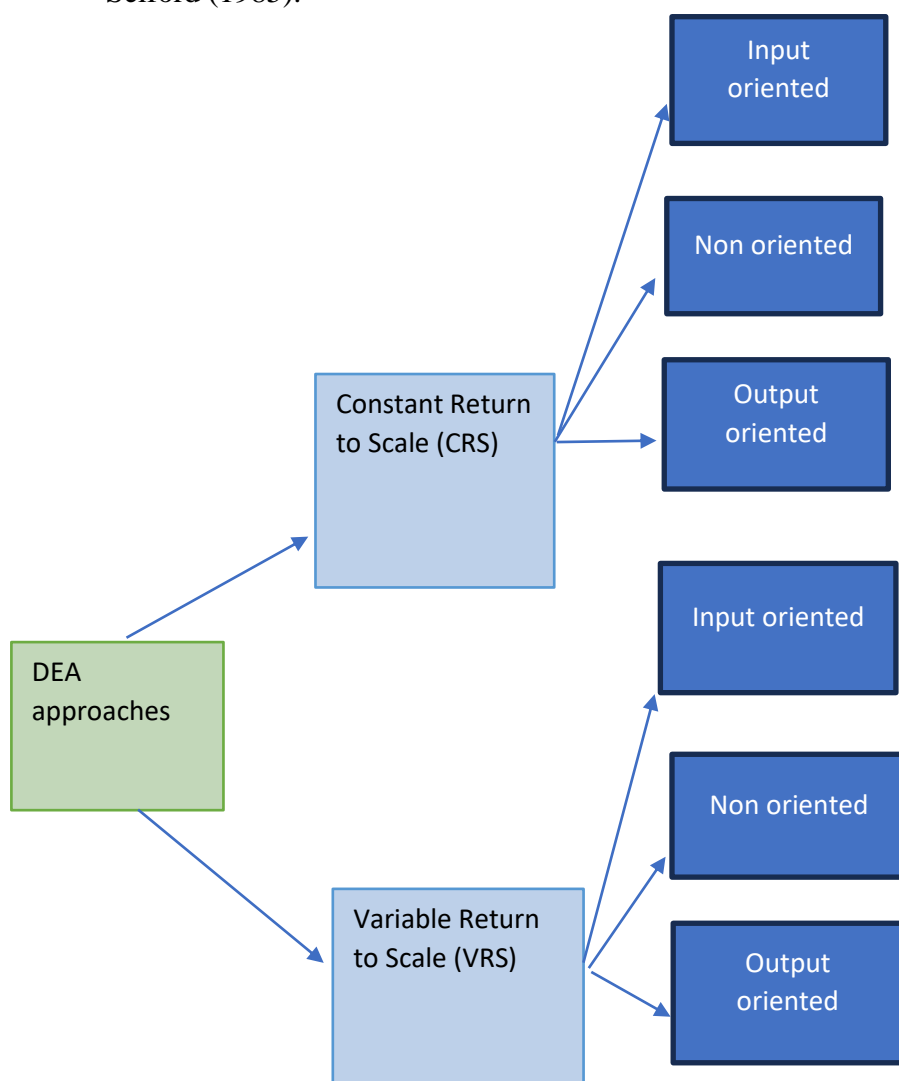 (1985).
Input
oriented
Non oriented
Constant Return
to Scale (CRS)
Output
oriented
Input oriented
DEA
approaches
Non oriented
Variable Return
to Scale (VRS)
Output
oriented